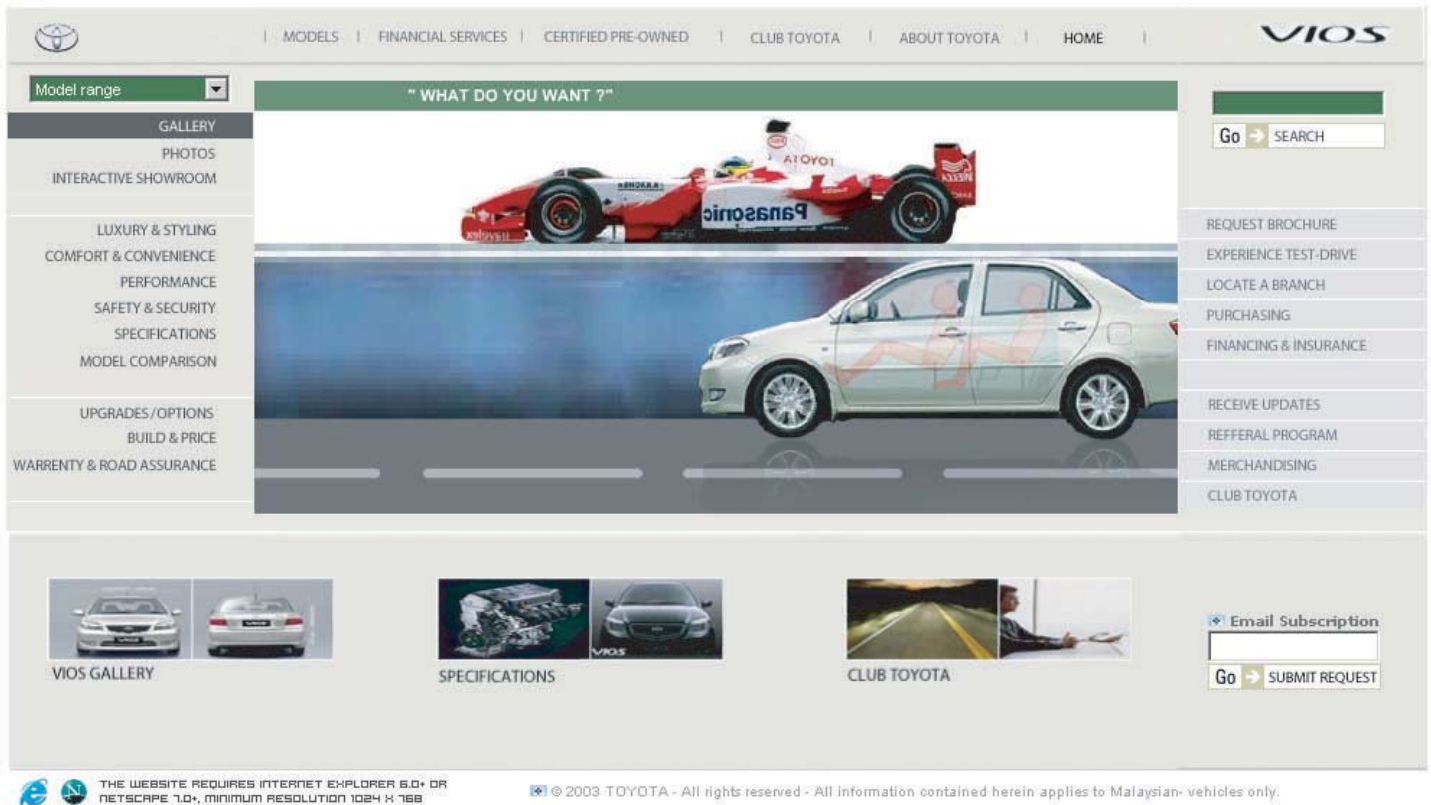 MODELS | FINANCIAL SERVICES | CERTIFIED PRE-OWNED | CLUB TOYOTA | ABOUT TOYOTA | HOME |
VIOS
Model range
GALLERY
PHOTOS
INTERACTIVE SHOWROOM
LUXURY & STYLING
COMFORT & CONVENIENCE
PERFORMANCE
SAFETY & SECURITY
SPECIFICATIONS
MODEL COMPARISON
UPGRADES/OPTIONS
BUILD & PRICE
WARRENTY & ROAD ASSURANCE
" WHAT DO YOU WANT ?"
TOYOTA
Panasonic
Go SEARCH
REQUEST BROCHURE
EXPERIENCE TEST-DRIVE
LOCATE A BRANCH
PURCHASING
FINANCING & INSURANCE
RECEIVE UPDATES
REFFERAL PROGRAM
MERCHANDISING
CLUB TOYOTA
VIOS GALLERY
VIOS
SPECIFICATIONS
CLUB TOYOTA
Email Subscription
Go SUBMIT REQUEST
THE WEBSITE REQUIRES INTERNET EXPLORER 6.0+ OR
NETSCAPE 7.0+, MINIMUM RESOLUTION 1024 X 768
© 2003 TOYOTA - All rights reserved - All information contained herein applies to Malaysian- vehicles only.